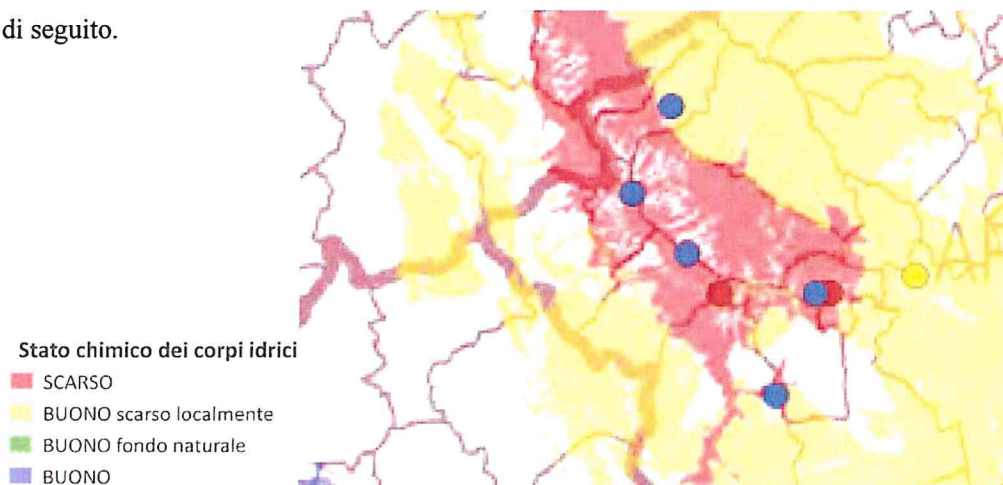 di seguito.
Stato chimico dei corpi idrici
SCARSO
BUONO scarso localmente
BUONO fondo naturale
BUONO